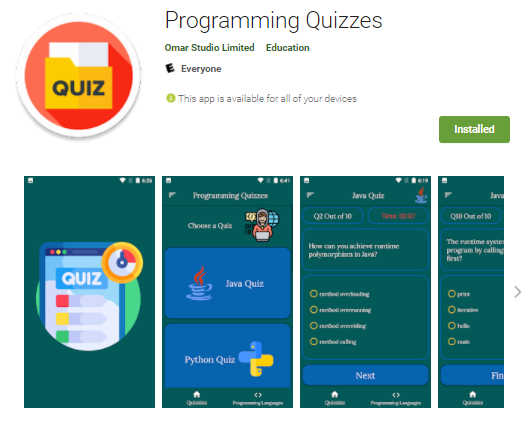 Programming Quizzes
Omar Studio Limited Education
QUIZ
E Everyone
This app is available for all of your devices
Installed
6:26
QUIZ
6:41
Programming Quizzes
Choose a Quiz
Java Quiz
Python Quiz
Quizzes Programming Languages
6:19
Java Quiz
Q2 Out of 10 Time: 00:07
How can you achieve runtime
polymorphism in Java?
method overloading
method overrunning
method overriding
method calling
Next
Quizzes Programming Languages
Java
Q10 Out of 10
The runtime syste
program by calling
first?
print
iterative
hello
main
Fin
Quizzes